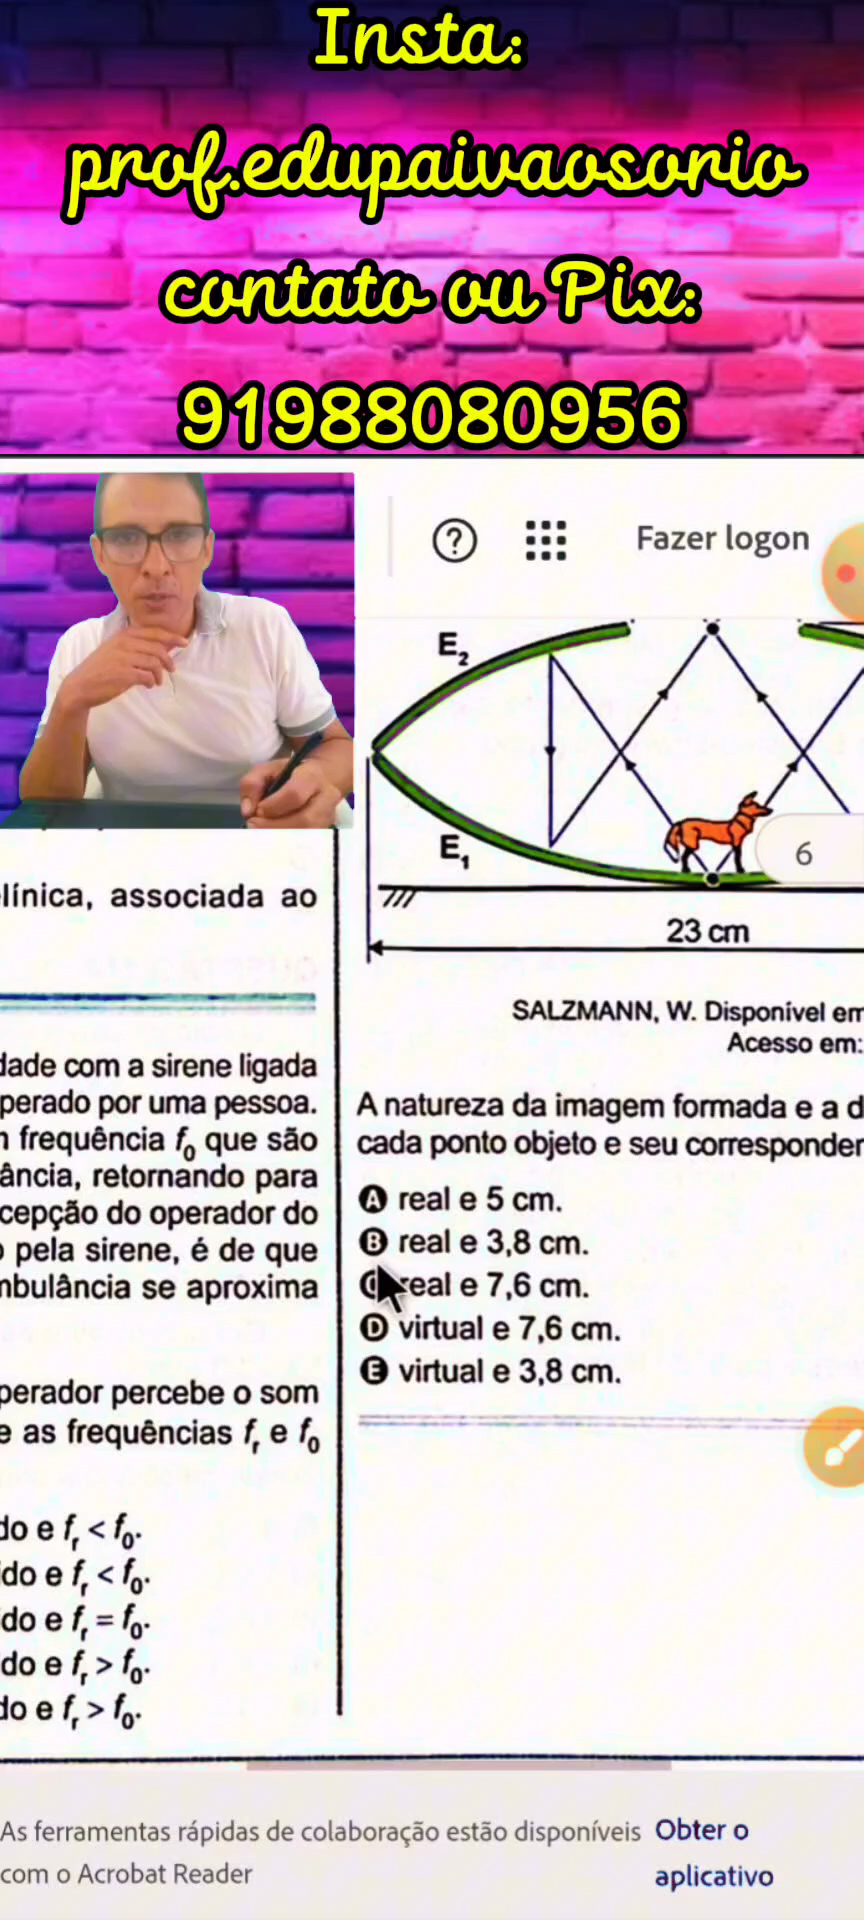 Insta:
prof.edupaivaosorio
contato ou Pix:
91988080956
Fazer logon
E2
E1
6
23 cm
SALZMANN, W. Disponível em
Acesso em:
línica, associada ao
dade com a sirene ligada
perado por uma pessoa.
frequência f0 que são
ância, retornando para
cepção do operador do
pela sirene, é de que
mbulância se aproxima
perador percebe o som
e as frequências fr e f0
do e fr < f0.
do e fr < f0.
do e fr = f0.
do e fr > f0.
do e fr > f0.
A natureza da imagem formada e a d
cada ponto objeto e seu corresponder
A real e 5 cm.
B real e 3,8 cm.
real e 7,6 cm.
D virtual e 7,6 cm.
E virtual e 3,8 cm.
As ferramentas rápidas de colaboração estão disponíveis
com o Acrobat Reader
Obter o
aplicativo